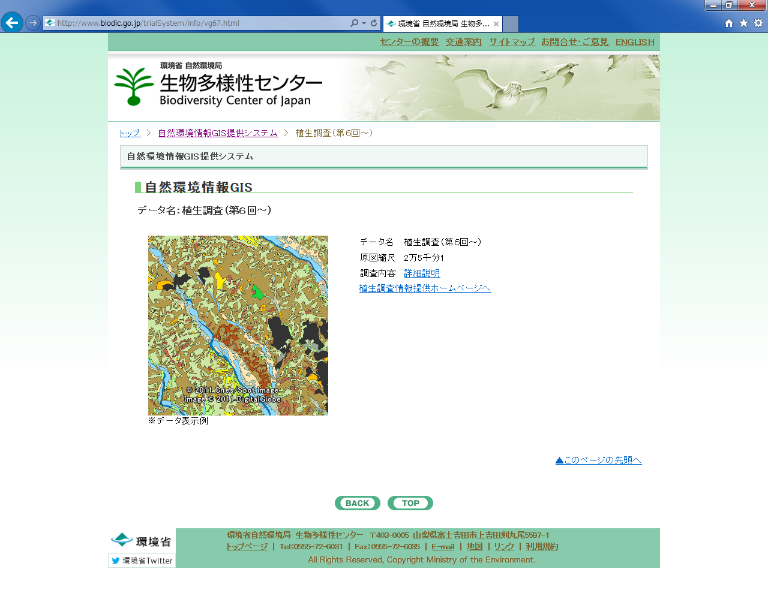 http://www.biodic.go.jp/trialSystem/info/vg67.html
環境省 自然環境局 生物多...
センターの概要 交通案内 サイトマップ お問合せ・ご意見 ENGLISH
環境省 自然環境局
生物多様性センター
Biodiversity Center of Japan
トップ > 自然環境情報GIS提供システム > 植生調査(第6回～)
自然環境情報GIS提供システム
自然環境情報GIS
データ名：植生調査(第6回～)
データ名 植生調査(第6回～)
原図縮尺 2万5千分1
調査内容 詳細説明
植生調査情報提供ホームページへ
Image © 2011 DigitalGlobe
※データ表示例
▲このページの先頭へ
BACK TOP
環境省
環境省Twitter
環境省自然環境局 生物多様性センター 〒403-0005 山梨県富士吉田市上吉田剣丸尾5597-1
トップページ | Tel:0555-72-6031 | Fax:0555-72-6035 | E-mail | 地図 | リンク | 利用規約
All Rights Reserved, Copyright Ministry of the Environment.